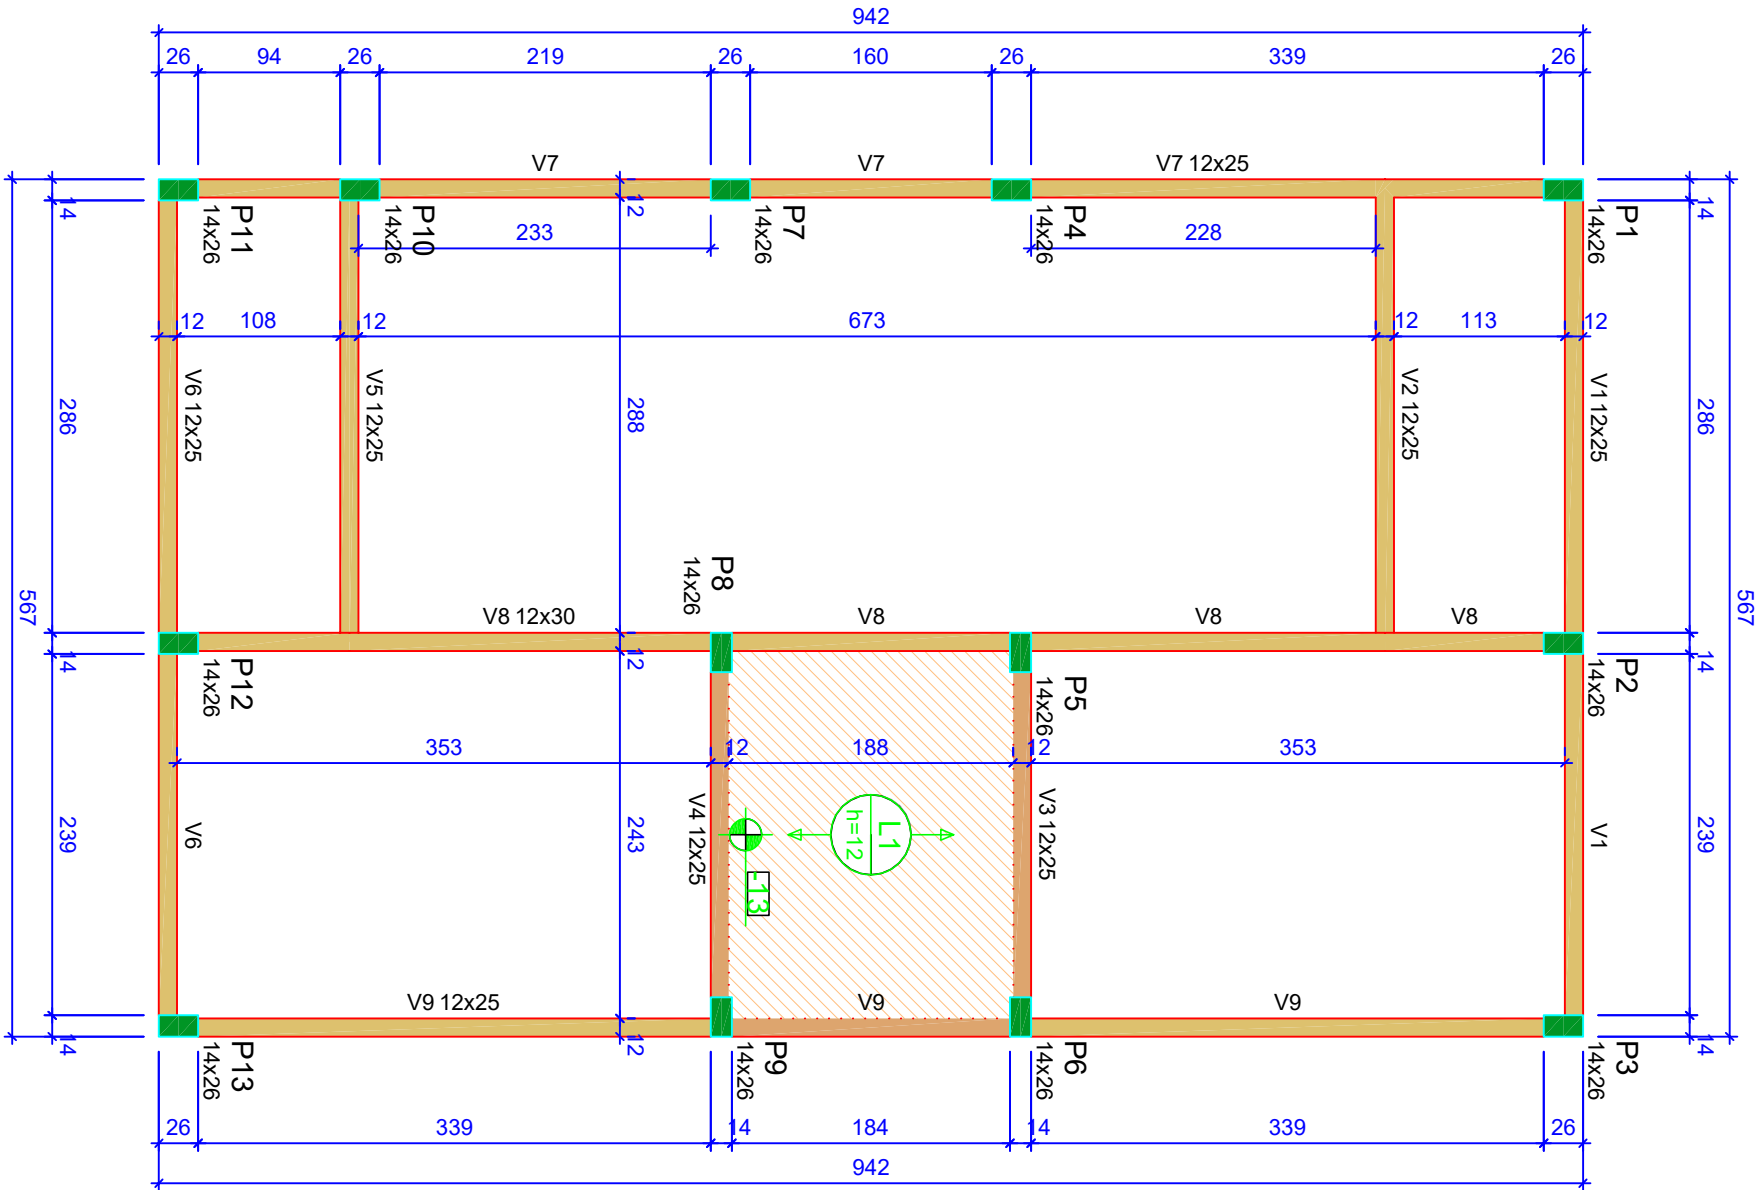 942
26 94 26 219 26 160 26 339 26
V7 V7 V7 12x25
14 12 14
P11
14x26
P10
14x26
P7
14x26
P4
14x26
P1
14x26
233 228
12 108 12 673 12 113 12
286
V6 12x25
V5 12x25
288
V2 12x25
V1 12x25
286
567
567
P8
14x26
V8 12x30 V8 V8 V8
14 12 14
P12
14x26
P5
14x26
P2
14x26
353 12 188 12 353
239
V6
243
V4 12x25
L1
h=12
-13
V3 12x25
V1
239
V9 12x25 V9 V9
14 12 14
P13
14x26
P9
14x26
P6
14x26
P3
14x26
26 339 14 184 14 339 26
942